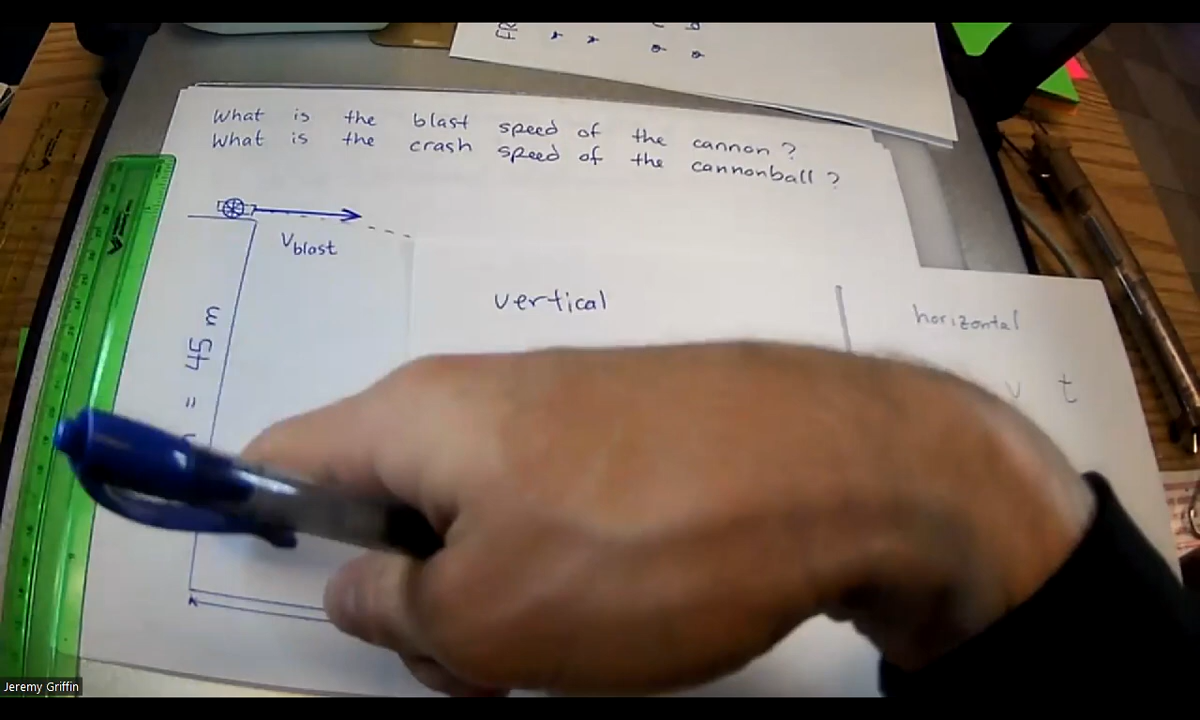 What is the blast speed of the cannon?
What is the crash speed of the cannonball?
Vblast
vertical
horizontal
= 45 m
v t
Jeremy Griffin